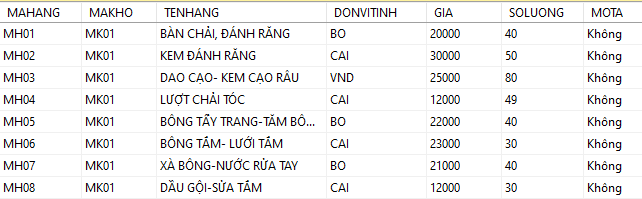 MAHANG MAKHO TENHANG DONVITINH GIA SOLUONG MOTA
MH01 MK01 BÀN CHẢI, ĐÁNH RĂNG BO 20000 40 Không
MH02 MK01 KEM ĐÁNH RĂNG CAI 30000 50 Không
MH03 MK01 DAO CẠO- KEM CẠO RÂU VND 25000 80 Không
MH04 MK01 LƯỢT CHẢI TÓC CAI 12000 49 Không
MH05 MK01 BÔNG TẨY TRANG-TĂM BÔ... BO 22000 40 Không
MH06 MK01 BÔNG TẮM- LƯỚI TẮM CAI 23000 30 Không
MH07 MK01 XÀ BÔNG-NƯỚC RỬA TAY BO 21000 40 Không
MH08 MK01 DẦU GỘI-SỬA TẮM CAI 12000 30 Không